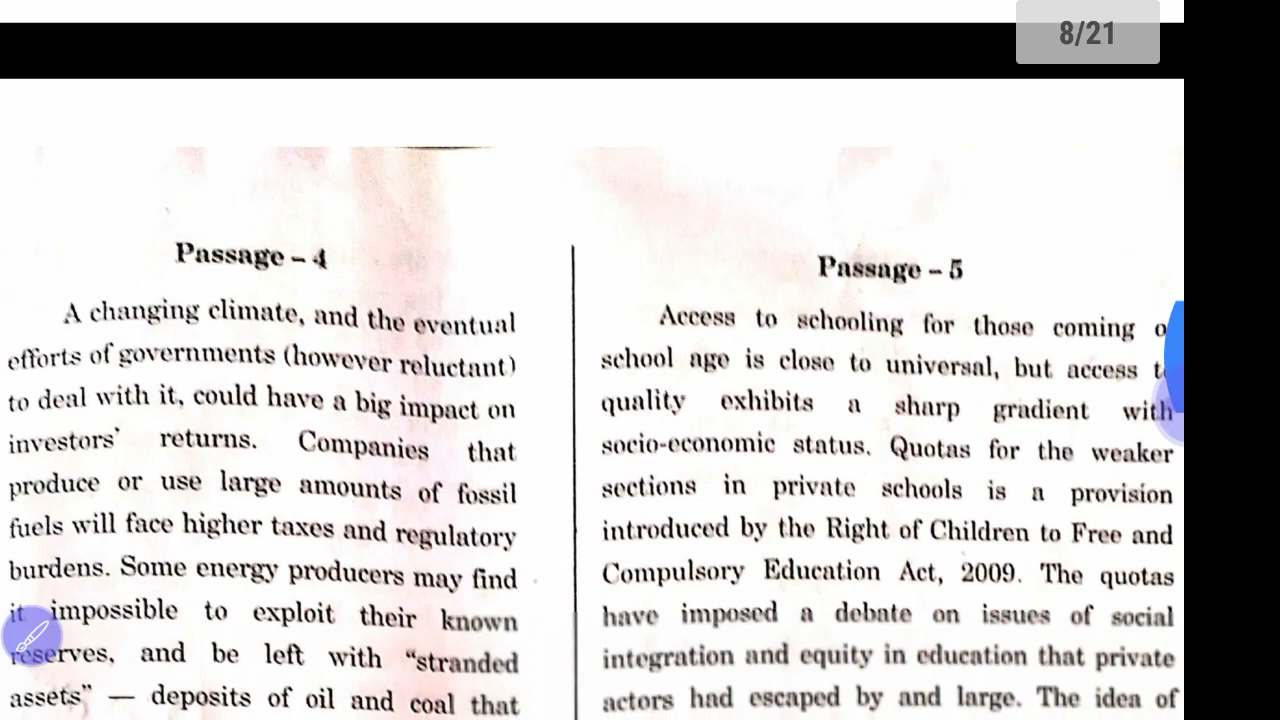 8/21
Passage – 4
A changing climate, and the eventual
efforts of governments (however reluctant)
to deal with it, could have a big impact on
investors' returns. Companies that
produce or use large amounts of fossil
fuels will face higher taxes and regulatory
burdens. Some energy producers may find
it impossible to exploit their known
reserves, and be left with “stranded
assets” — deposits of oil and coal that
Passage – 5
Access to schooling for those coming
school age is close to universal, but access
quality exhibits a sharp gradient with
socio-economic status. Quotas for the weaker
sections in private schools is a provision
introduced by the Right of Children to Free and
Compulsory Education Act, 2009. The quotas
have imposed a debate on issues of social
integration and equity in education that private
actors had escaped by and large. The idea of